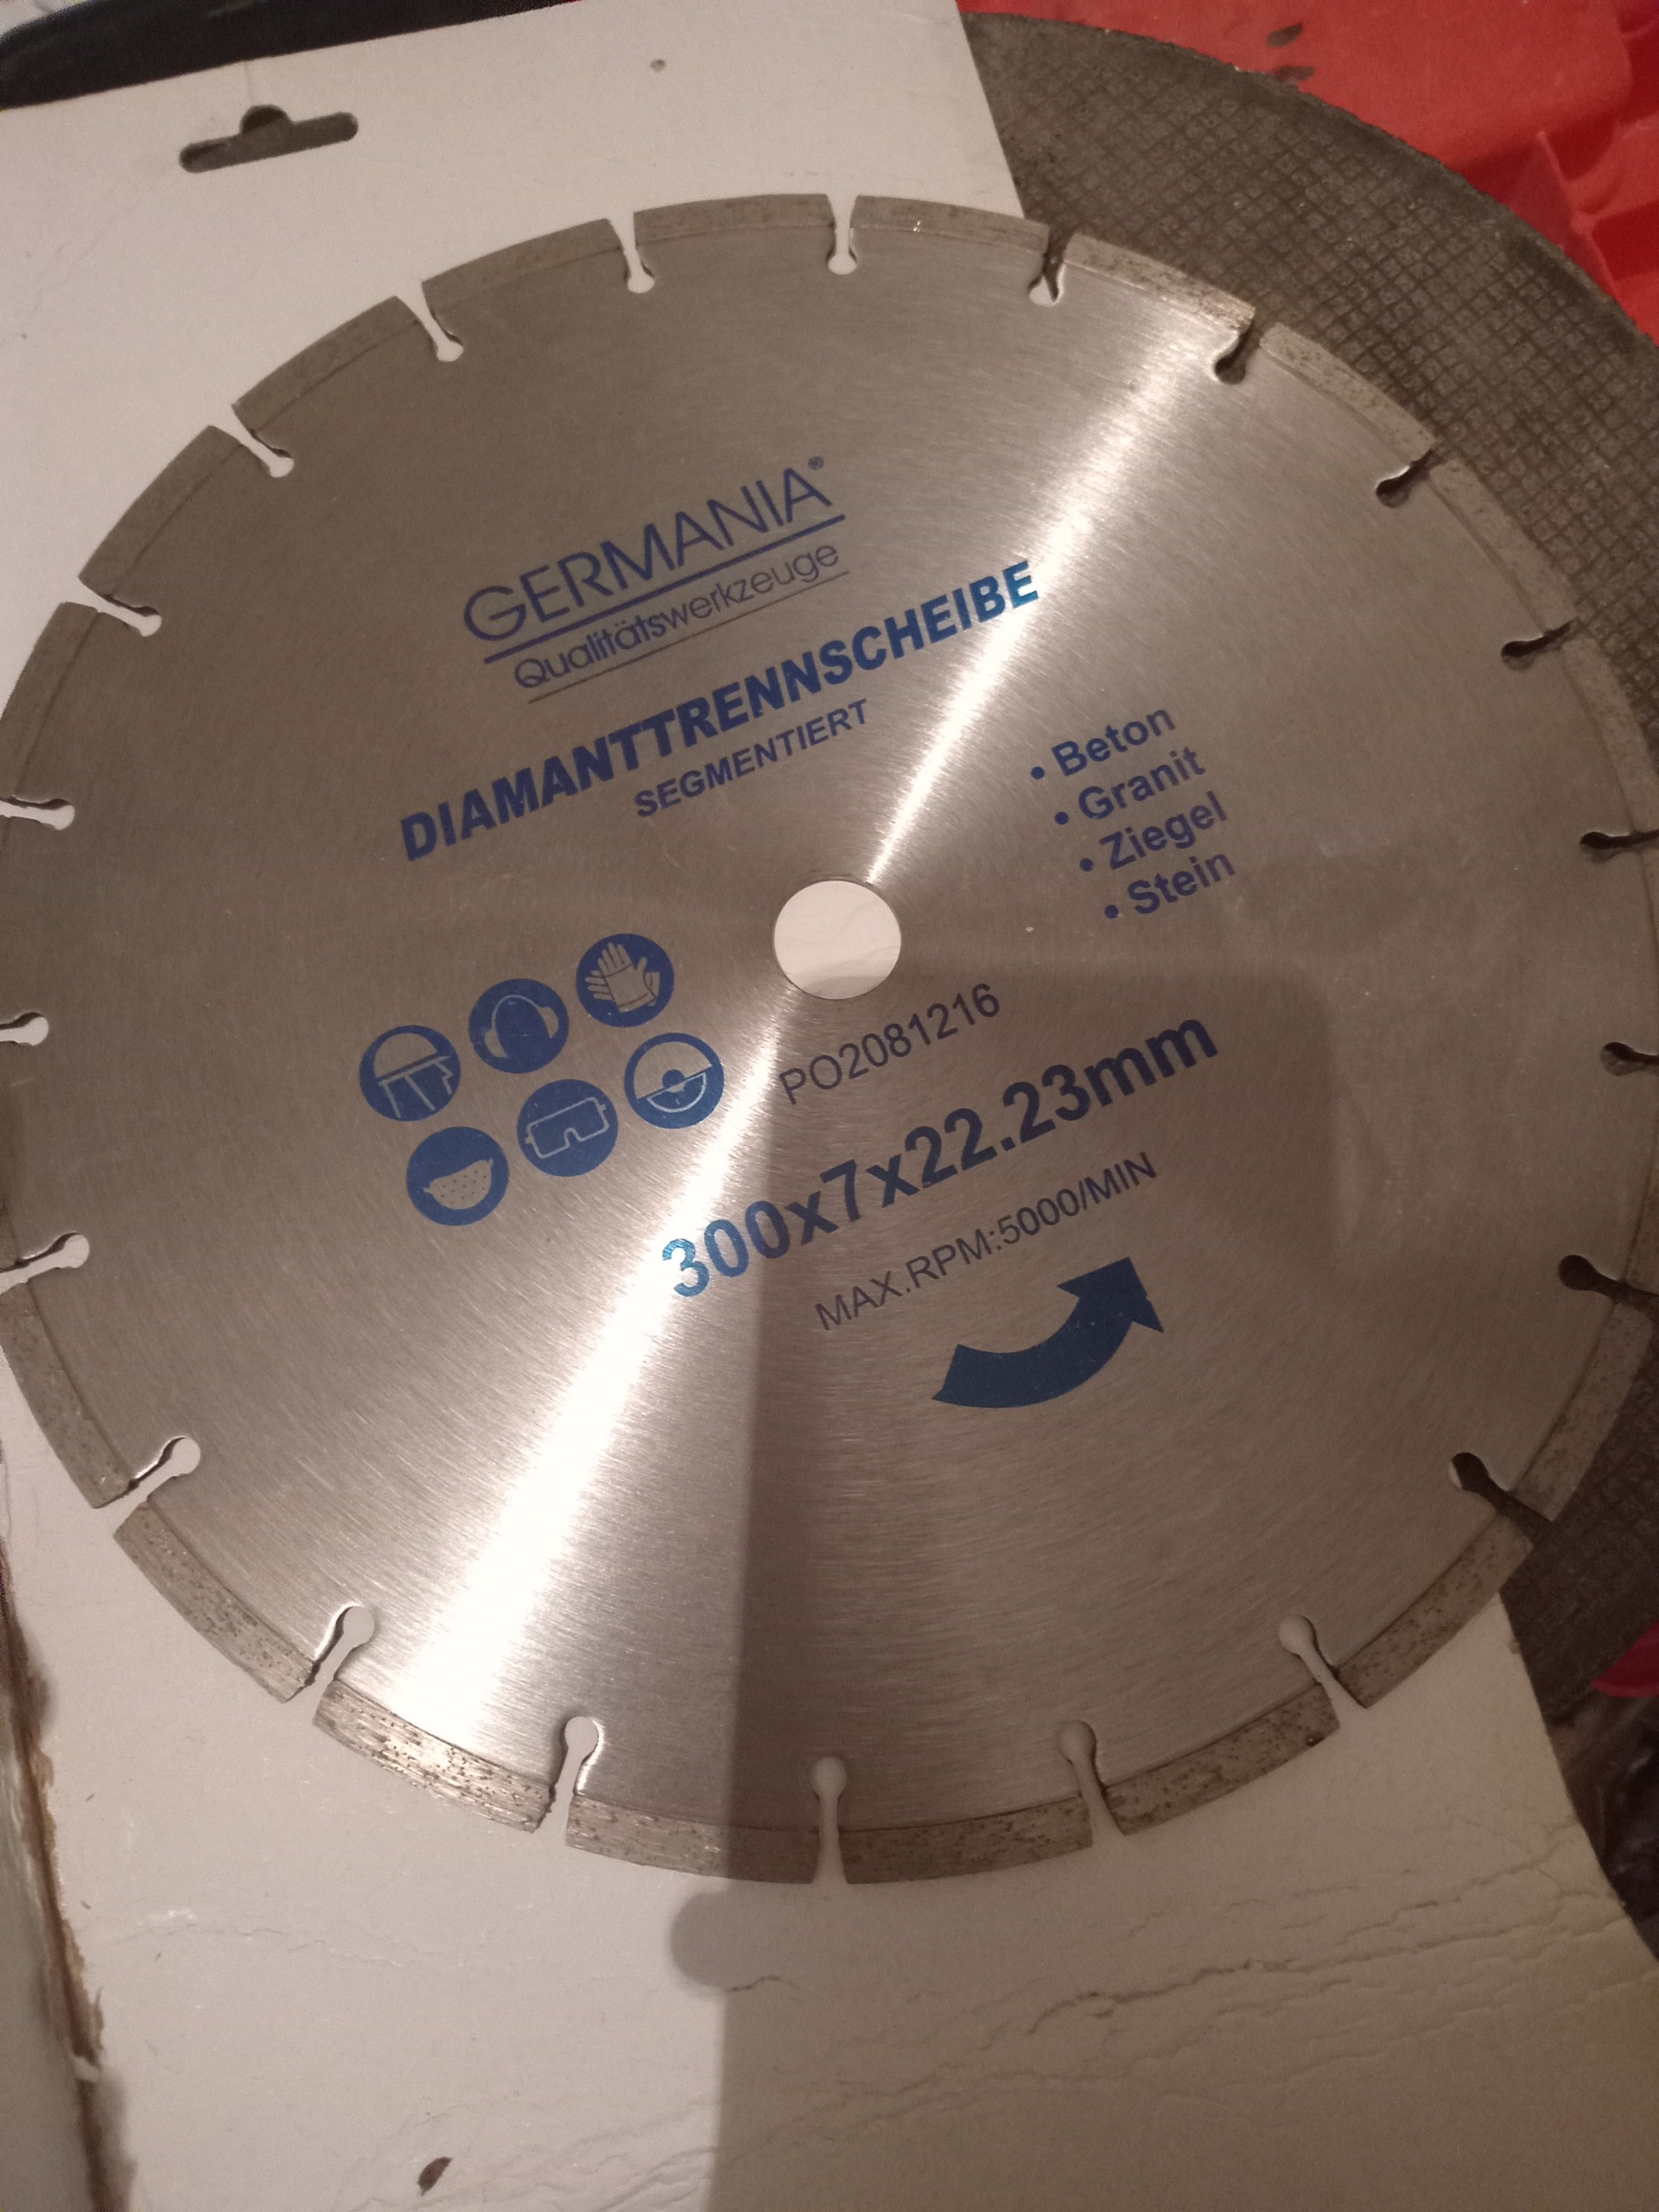 GERMANIA®
Qualitätswerkzeuge
DIAMANTTRENNSCHEIBE
SEGMENTIERT
• Beton
• Granit
• Ziegel
• Stein
PO2081216
300x7x22.23mm
MAX.RPM:5000/MIN